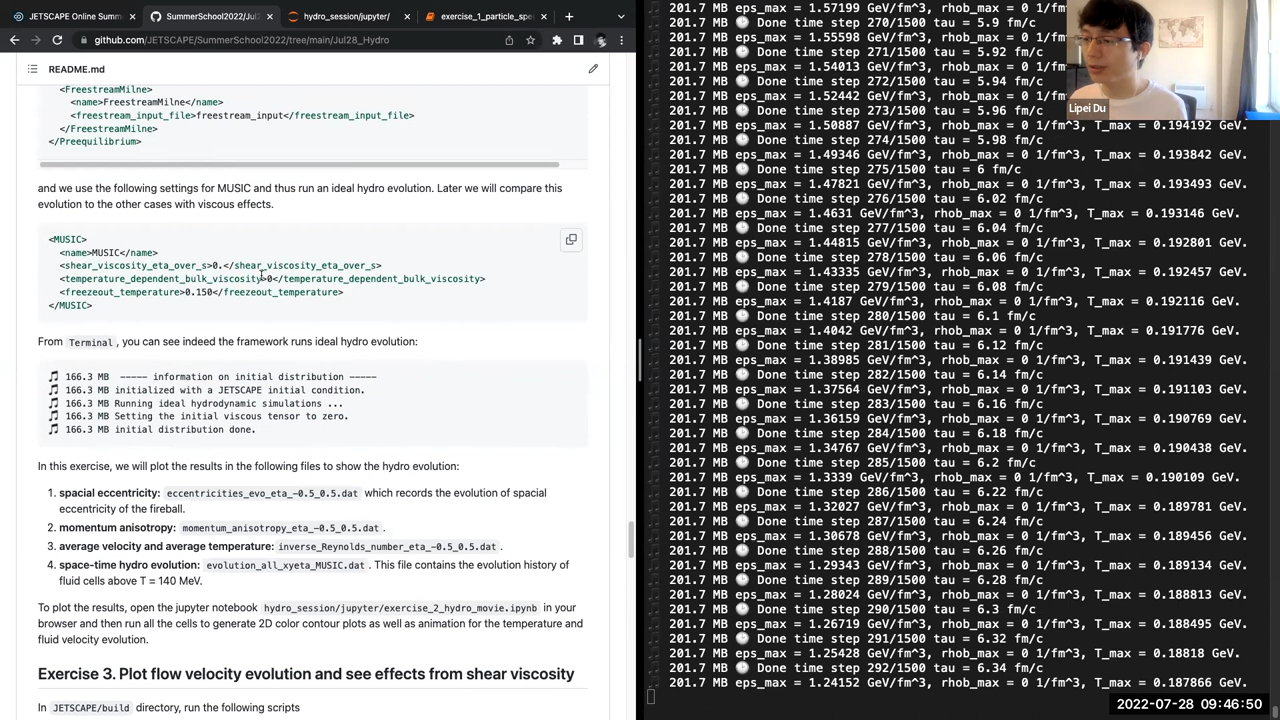 JETSCAPE Online Summ
SummerSchool2022/Jul
hydro_session/jupyter/
exercise_1_particle_spe
github.com/JETSCAPE/SummerSchool2022/tree/main/Jul28_Hydro
README.md
<FreestreamMilne>
<name>FreestreamMilne</name>
<freestream_input_file>freestream_input</freestream_input_file>
</FreestreamMilne>
</Preequilibrium>
and we use the following settings for MUSIC and thus run an ideal hydro evolution. Later we will compare this
evolution to the other cases with viscous effects.
<MUSIC>
<name>MUSIC</name>
<shear_viscosity_eta_over_s>0.</shear_viscosity_eta_over_s>
<temperature_dependent_bulk_viscosity>0</temperature_dependent_bulk_viscosity>
<freezeout_temperature>0.150</freezeout_temperature>
</MUSIC>
From Terminal , you can see indeed the framework runs ideal hydro evolution:
166.3 MB ----- information on initial distribution -----
166.3 MB initialized with a JETSCAPE initial condition.
166.3 MB Running ideal hydrodynamic simulations ...
166.3 MB Setting the initial viscous tensor to zero.
166.3 MB initial distribution done.
In this exercise, we will plot the results in the following files to show the hydro evolution:
1. spacial eccentricity: eccentricities_evo_eta_-0.5_0.5.dat which records the evolution of spacial
eccentricity of the fireball.
2. momentum anisotropy: momentum_anisotropy_eta_-0.5_0.5.dat .
3. average velocity and average temperature: inverse_Reynolds_number_eta_-0.5_0.5.dat .
4. space-time hydro evolution: evolution_all_xyeta_MUSIC.dat . This file contains the evolution history of
fluid cells above T = 140 MeV.
To plot the results, open the jupyter notebook hydro_session/jupyter/exercise_2_hydro_movie.ipynb in your
browser and then run all the cells to generate 2D color contour plots as well as animation for the temperature and
fluid velocity evolution.
Exercise 3. Plot flow velocity evolution and see effects from shear viscosity
In JETSCAPE/build directory, run the following scripts
201.7 MB eps_max = 1.57199 GeV/fm^3, rhob_max = 0 1/f
201.7 MB Done time step 270/1500 tau = 5.9 fm/c
201.7 MB eps_max = 1.55598 GeV/fm^3, rhob_max = 0 1/f
201.7 MB Done time step 271/1500 tau = 5.92 fm/c
201.7 MB eps_max = 1.54013 GeV/fm^3, rhob_max = 0 1/f
201.7 MB Done time step 272/1500 tau = 5.94 fm/c
201.7 MB eps_max = 1.52443 GeV/fm^3, rhob_max = 0 1/f
201.7 MB Done time step 273/1500 tau = 5.96 fm/c
Lipei Du
0.194192 GeV.
201.7 MB Done time step 274/1500 tau = 5.98 fm/c
201.7 MB eps_max = 1.49346 GeV/fm^3, rhob_max = 0 1/fm^3, T_max = 0.193842 GeV.
201.7 MB Done time step 275/1500 tau = 6 fm/c
201.7 MB eps_max = 1.47821 GeV/fm^3, rhob_max = 0 1/fm^3, T_max = 0.193493 GeV.
201.7 MB Done time step 276/1500 tau = 6.02 fm/c
201.7 MB eps_max = 1.4631 GeV/fm^3, rhob_max = 0 1/fm^3, T_max = 0.193146 GeV.
201.7 MB Done time step 277/1500 tau = 6.04 fm/c
201.7 MB eps_max = GeV/fm^3, rhob_max = 0 1/fm^3, T_max = 0.192801 GeV.
201.7 MB Done time step 278/1500 tau = 6.06 fm/c
201.7 MB eps_max = GeV/fm^3, rhob_max = 0 1/fm^3, T_max = 0.192457 GeV.
201.7 MB Done time step 279/1500 tau = 6.08 fm/c
201.7 MB eps_max = 1.4187 GeV/fm^3, rhob_max = 0 1/fm^3, T_max = 0.192116 GeV.
201.7 MB Done time step 280/1500 tau = 6.1 fm/c
201.7 MB eps_max = 1.4042 GeV/fm^3, rhob_max = 0 1/fm^3, T_max = 0.191776 GeV.
201.7 MB Done time step 281/1500 tau = 6.12 fm/c
201.7 MB eps_max = 1.38985 GeV/fm^3, rhob_max = 0 1/fm^3, T_max = 0.191439 GeV.
201.7 MB Done time step 282/1500 tau = 6.14 fm/c
201.7 MB eps_max = 1.37564 GeV/fm^3, rhob_max = 0 1/fm^3, T_max = 0.191103 GeV.
201.7 MB Done time step 283/1500 tau = 6.16 fm/c
201.7 MB eps_max = 1.36159 GeV/fm^3, rhob_max = 0 1/fm^3, T_max = 0.190769 GeV.
201.7 MB Done time step 284/1500 tau = 6.18 fm/c
201.7 MB eps_max = 1.34767 GeV/fm^3, rhob_max = 0 1/fm^3, T_max = 0.190438 GeV.
201.7 MB Done time step 285/1500 tau = 6.2 fm/c
201.7 MB eps_max = 1.3339 GeV/fm^3, rhob_max = 0 1/fm^3, T_max = 0.190109 GeV.
201.7 MB Done time step 286/1500 tau = 6.22 fm/c
201.7 MB eps_max = GeV/fm^3, rhob_max = 0 1/fm^3, T_max = 0.189781 GeV.
201.7 MB Done time step 287/1500 tau = 6.24 fm/c
201.7 MB eps_max = GeV/fm^3, rhob_max = 0 1/fm^3, T_max = GeV.
201.7 MB Done time step 288/1500 tau = 6.26 fm/c
201.7 MB eps_max = GeV/fm^3, rhob_max = 0 1/fm^3, T_max = 0.189134 GeV.
201.7 MB Done time step 289/1500 tau = 6.28 fm/c
201.7 MB eps_max = 1.28024 GeV/fm^3, rhob_max = 0 1/fm^3, T_max = 0.188813 GeV.
201.7 MB Done time step 290/1500 tau = 6.3 fm/c
201.7 MB eps_max = 1.26719 GeV/fm^3, rhob_max = 0 1/fm^3, T_max = 0.188495 GeV.
201.7 MB Done time step 291/1500 tau = 6.32 fm/c
201.7 MB eps_max = 1.25428 GeV/fm^3, rhob_max = 0 1/fm^3, T_max = 0.18818 GeV.
201.7 MB Done time step 292/1500 tau = 6.34 fm/c
201.7 MB eps_max = 1.2415 GeV/fm^3, rhob_max = 0 1/fm^3, T_max = 0.187866 GeV.
2022-07-28 09:46:50